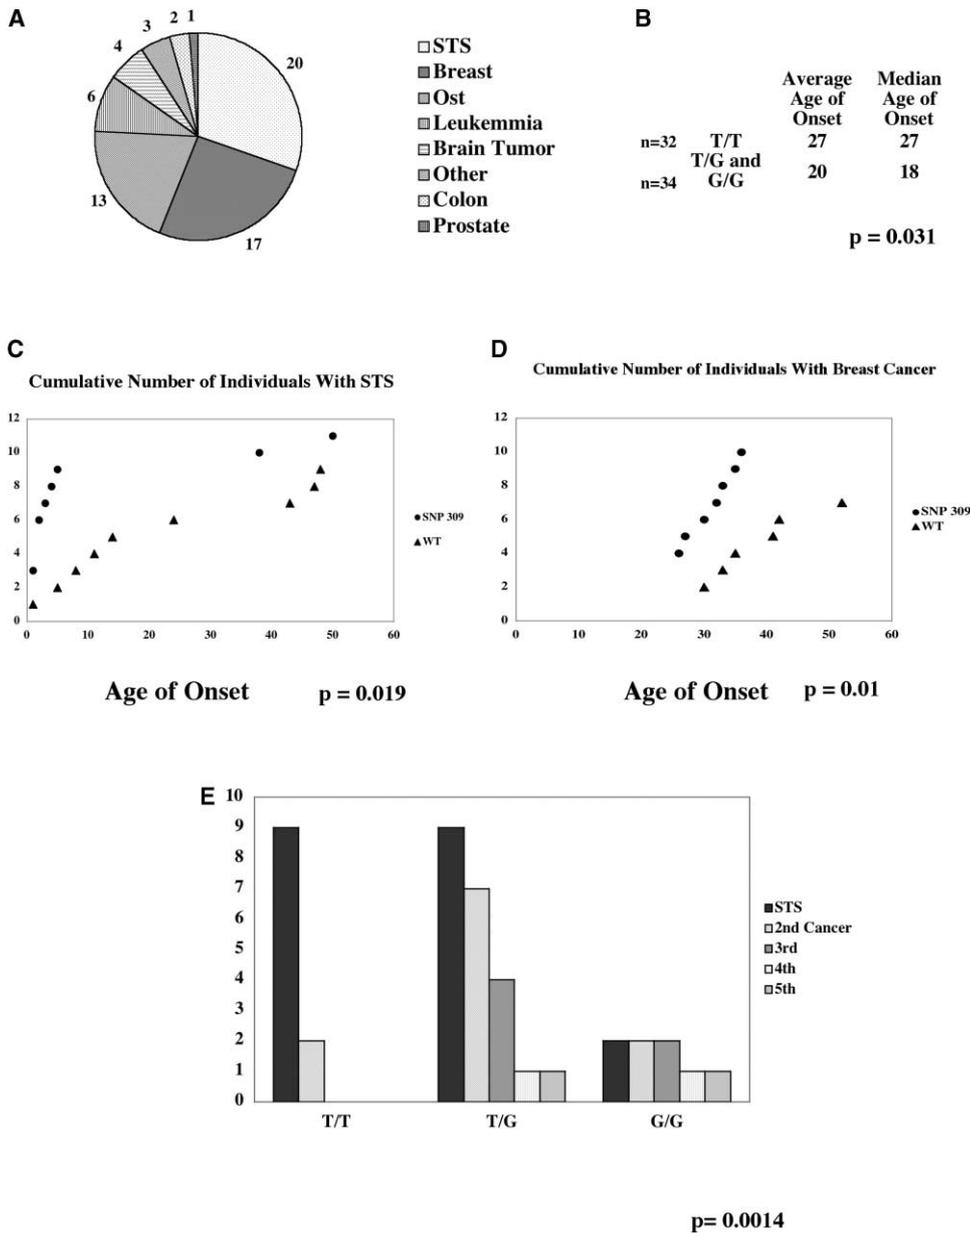 A
1
2
3
4
6
13
17
20
STS
Breast
Ost
Leukemmia
Brain Tumor
Other
Colon
Prostate
B
Average Median
Age of Age of
Onset Onset
n=32 T/T 27 27
T/G and
n=34 G/G 20 18
p = 0.031
C
Cumulative Number of Individuals With STS
12
10
8
6
4
2
0
0 10 20 30 40 50 60
SNP 309
WT
Age of Onset p = 0.019
D
Cumulative Number of Individuals With Breast Cancer
12
10
8
6
4
2
0
0 10 20 30 40 50 60
SNP 309
WT
Age of Onset p = 0.01
E
10
9
8
7
6
5
4
3
2
1
0
T/T T/G G/G
STS
2nd Cancer
3rd
4th
5th
p= 0.0014